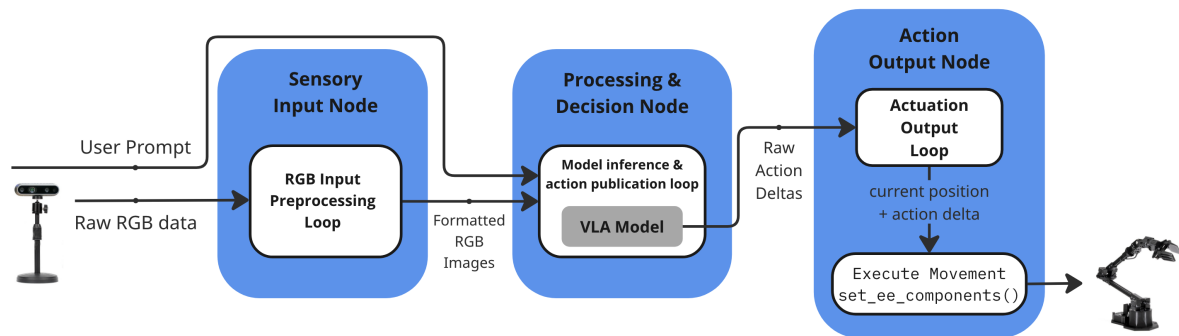 User Prompt
Raw RGB data
Sensory
Input Node
RGB Input
Preprocessing
Loop
Formatted
RGB
Images
Processing &
Decision Node
Model inference &
action publication loop
VLA Model
Raw
Action
Deltas
Action
Output Node
Actuation
Output
Loop
current position
+ action delta
Execute Movement
set_ee_components()